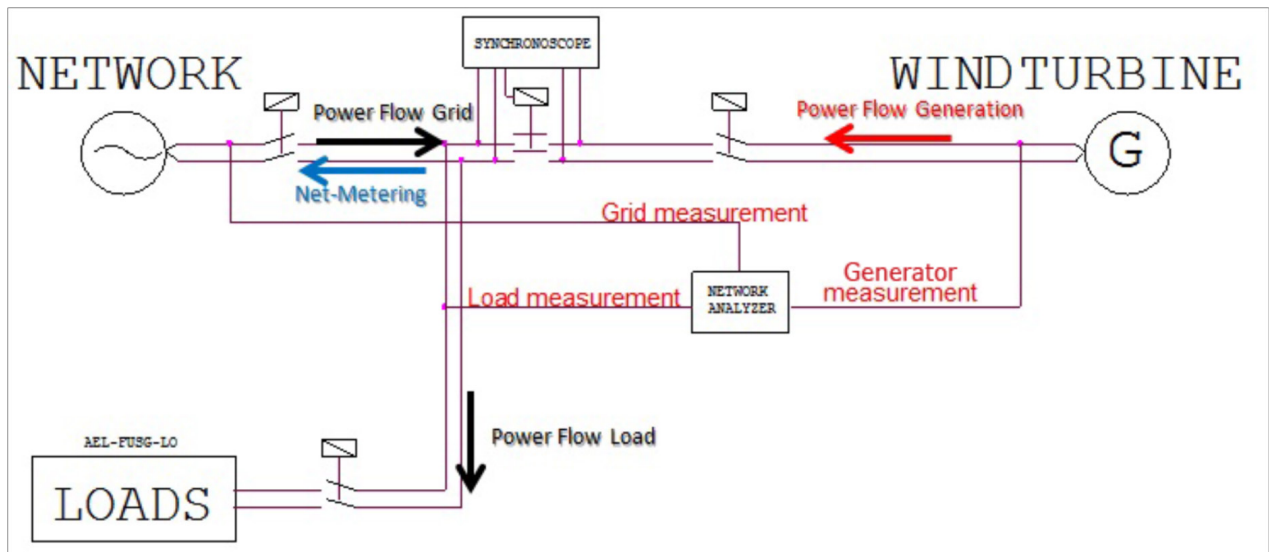 SYNCHRONOSCOPE
NETWORK
WIND TURBINE
Power Flow Grid
Power Flow Generation
G
Net-Metering
Grid measurement
Generator
measurement
Load measurement
NETWORK
ANALYZER
Power Flow Load
AEL-FUSG-LO
LOADS